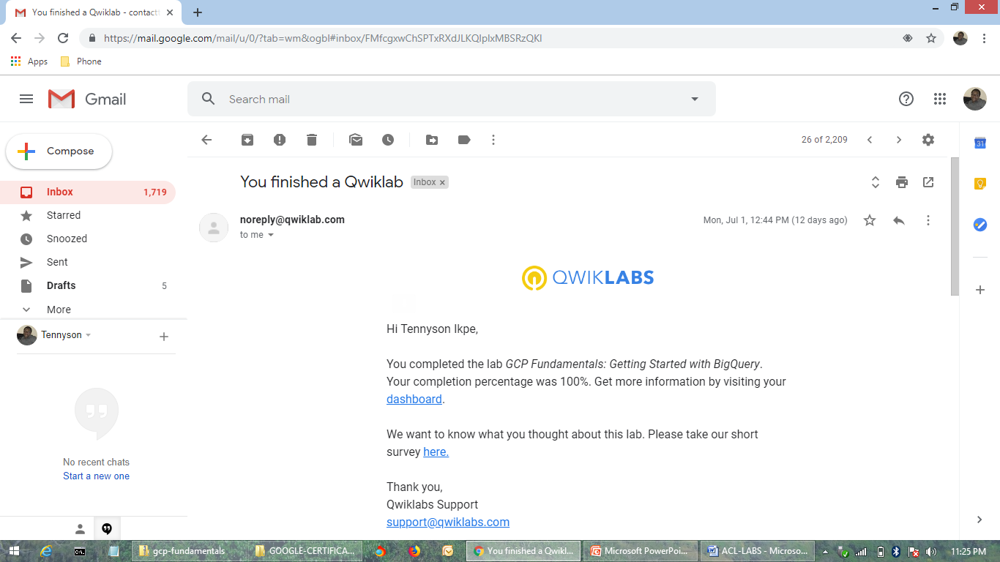 You finished a Qwiklab - contact
https://mail.google.com/mail/u/0/?tab=wm&ogbl#inbox/FMfcgxwChSPTxRXdJLKQlplxMBSRzQKl
Apps
Phone
Gmail
Search mail
Compose
26 of 2,209
31
Inbox 1,719
Starred
Snoozed
Sent
Drafts 5
More
Tennyson
No recent chats
Start a new one
You finished a Qwiklab
Inbox ×
noreply@qwiklab.com
Mon, Jul 1, 12:44 PM (12 days ago)
to me
QWIKLABS
Hi Tennyson Ikpe,
You completed the lab GCP Fundamentals: Getting Started with BigQuery.
Your completion percentage was 100%. Get more information by visiting your
dashboard.
We want to know what you thought about this lab. Please take our short
survey here.
Thank you,
Qwiklabs Support
support@qwiklabs.com
gcp-fundamentals
GOOGLE-CERTIFICA...
You finished a Qwikl...
Microsoft PowerPoi...
ACL-LABS - Microso...
11:25 PM